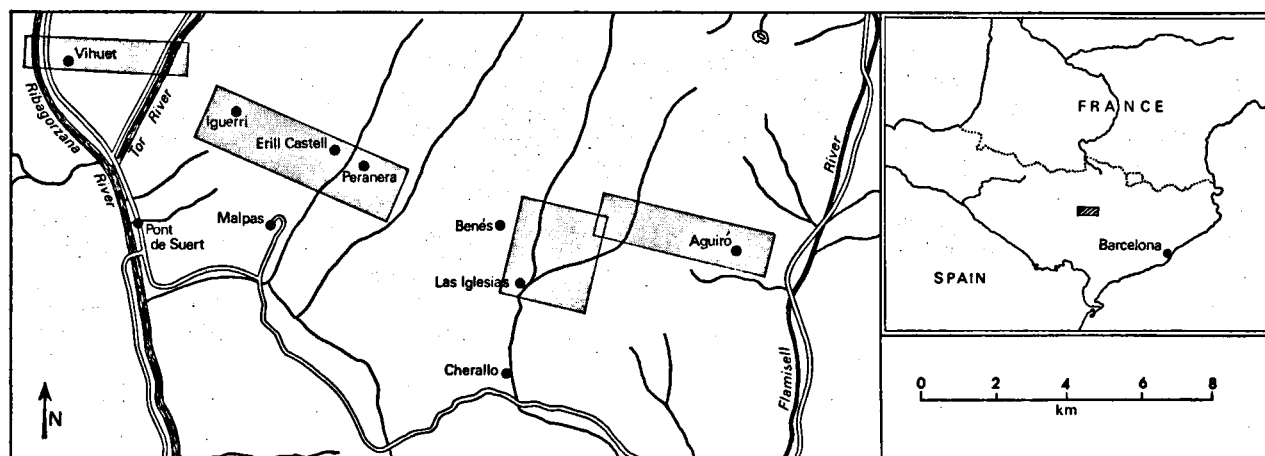 Vihuet
Ribagorzana
River
Tor
River
Iguerri
Erill Castell
Peranera
Pont
de Suert
Malpas
Benés
Las Iglesias
Aguiró
River
Flamisell
Cherallo
N
FRANCE
SPAIN
Barcelona
0 2 4 6 8
km